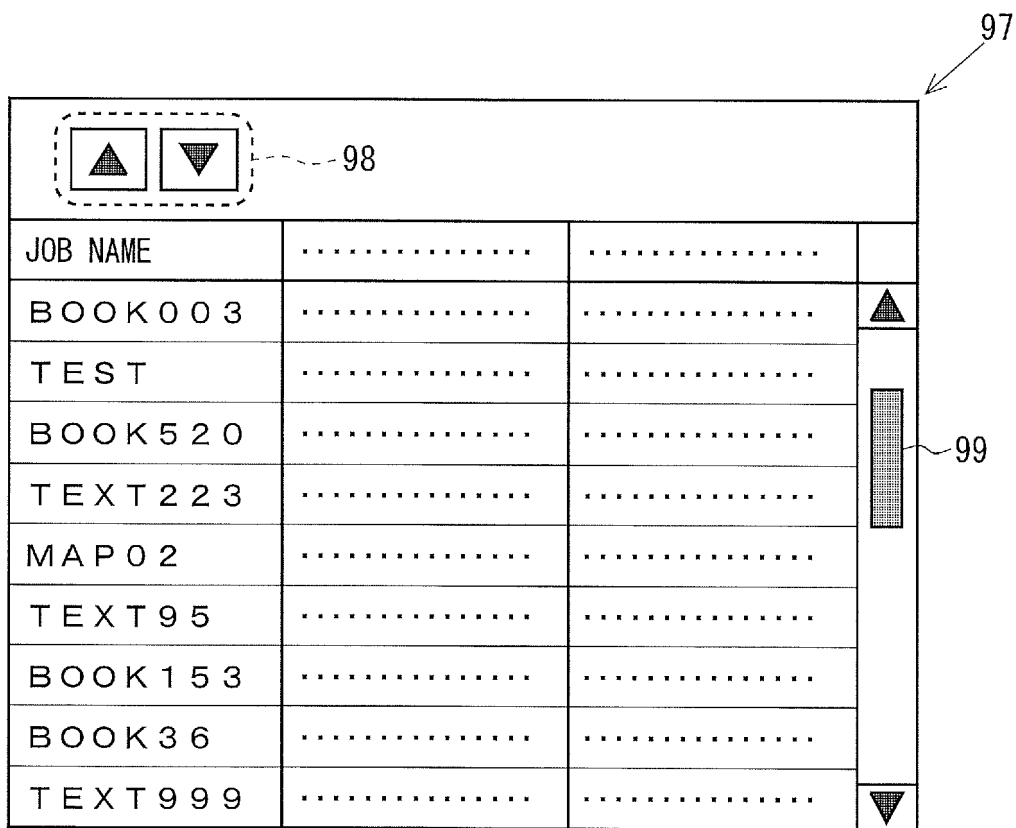 97
98
JOB NAME ............... ...............
BOOK003 ............... ...............
TEST ............... ...............
BOOK520 ............... ...............
99
TEXT223 ............... ...............
MAP02 ............... ...............
TEXT95 ............... ...............
BOOK153 ............... ...............
BOOK36 ............... ...............
TEXT999 ............... ...............